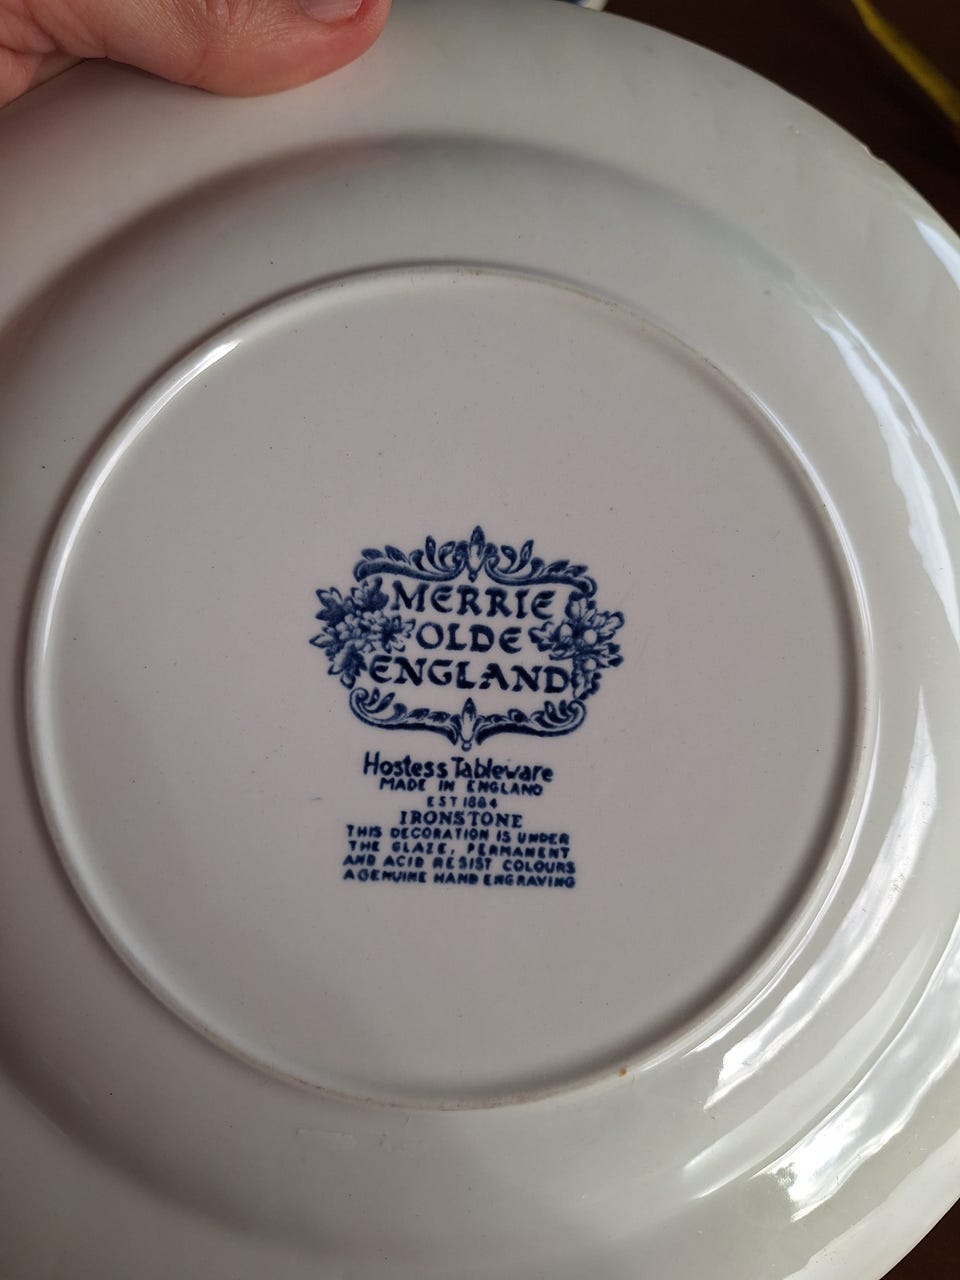 MERRIE
OLDE
ENGLAND
Hostess Tableware
MADE IN ENGLAND
EST 1884
IRONSTONE
THIS DECORATION IS UNDER
THE GLAZE, PERMANENT
AND ACID RESIST COLOURS
A GENUINE HAND ENGRAVING